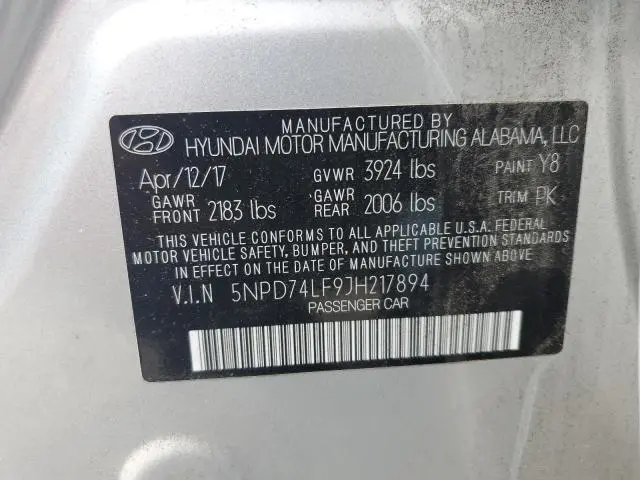 MANUFACTURED BY
HYUNDAI MOTOR MANUFACTURING ALABAMA, LLC
Apr/12/17 GVWR 3924 lbs PAINT Y8
GAWR FRONT 2183 lbs GAWR REAR 2006 lbs TRIM PK
THIS VEHICLE CONFORMS TO ALL APPLICABLE U.S.A. FEDERAL
MOTOR VEHICLE SAFETY, BUMPER, AND THEFT PREVENTION STANDARDS
IN EFFECT ON THE DATE OF MANUFACTURE SHOWN ABOVE
V.I.N 5NPD74LF9JH217894
PASSENGER CAR